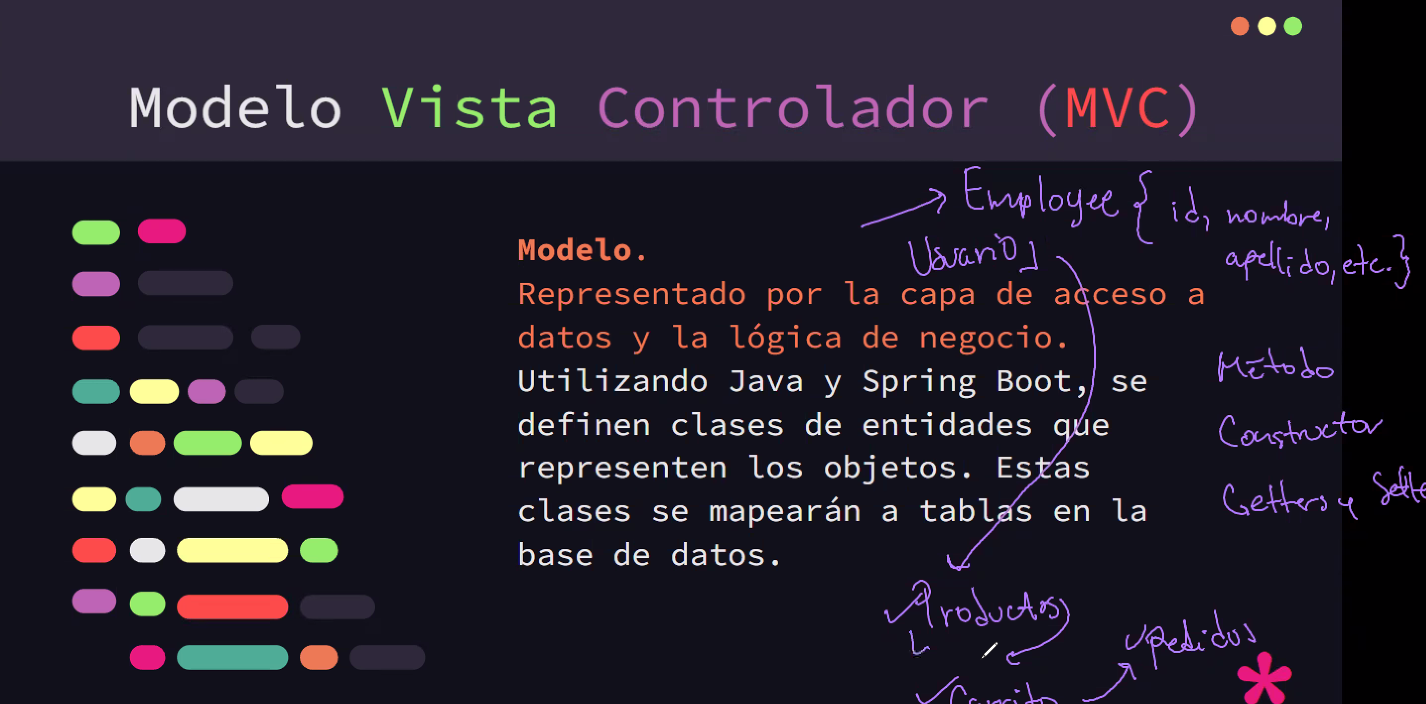 Modelo Vista Controlador (MVC)
Employee { id, nombre,
apellido, etc. }
Usuario
Modelo.
Representado por la capa de acceso a
datos y la lógica de negocio.
Utilizando Java y Spring Boot, se
definen clases de entidades que
representen los objetos. Estas
clases se mapearán a tablas en la
base de datos.
Método
Constructor
Getters y
Productos
Pedidos
Carrito
*